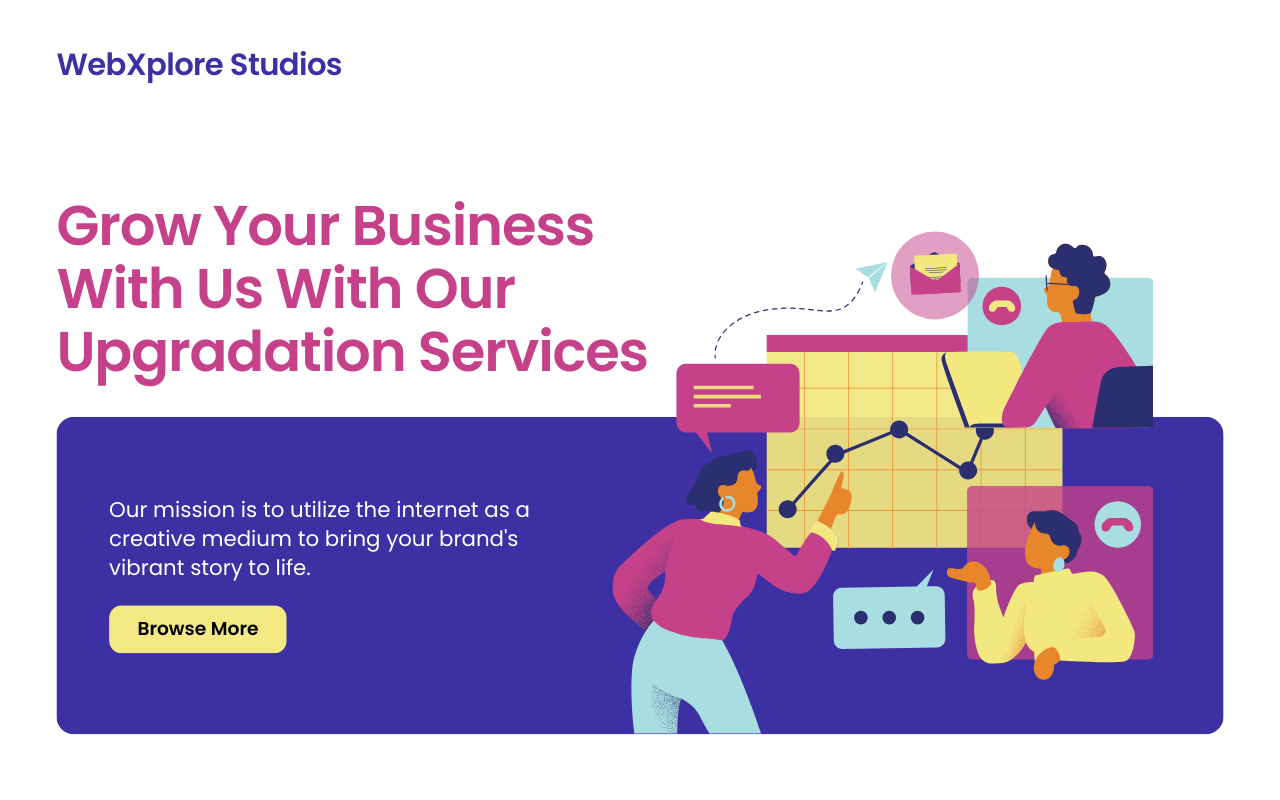 WebXplore Studios
Grow Your Business
With Us With Our
Upgradation Services
Our mission is to utilize the internet as a
creative medium to bring your brand's
vibrant story to life.
Browse More